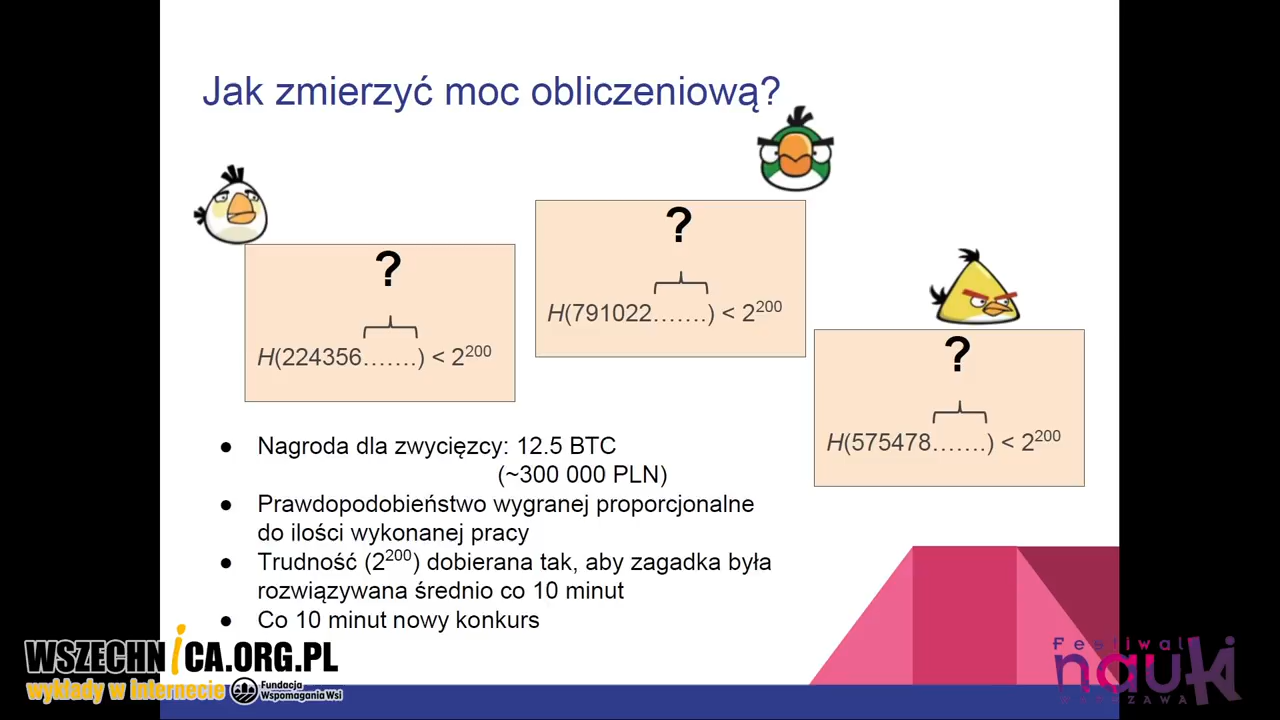 Jak zmierzyć moc obliczeniową?
?
H(224356…….) < 2²⁰⁰
?
H(791022…….) < 2²⁰⁰
?
H(575478…….) < 2²⁰⁰
● Nagroda dla zwycięzcy: 12.5 BTC
(~300 000 PLN)
● Prawdopodobieństwo wygranej proporcjonalne
do ilości wykonanej pracy
● Trudność (2²⁰⁰) dobierana tak, aby zagadka była
rozwiązywana średnio co 10 minut
● Co 10 minut nowy konkurs
WSZECHNICA.ORG.PL
wykłady w Internecie
Fundacja
Wspomagania Wsi
Festiwal
nauki